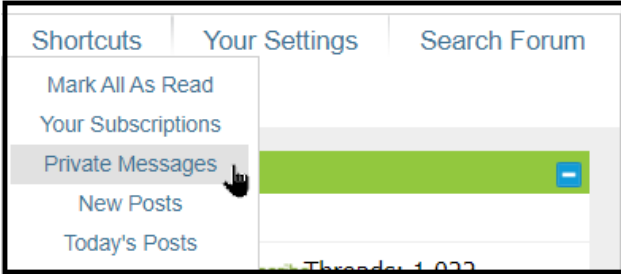 Shortcuts Your Settings Search Forum
Mark All As Read
Your Subscriptions
Private Messages
New Posts
Today's Posts
Threads: 1,022